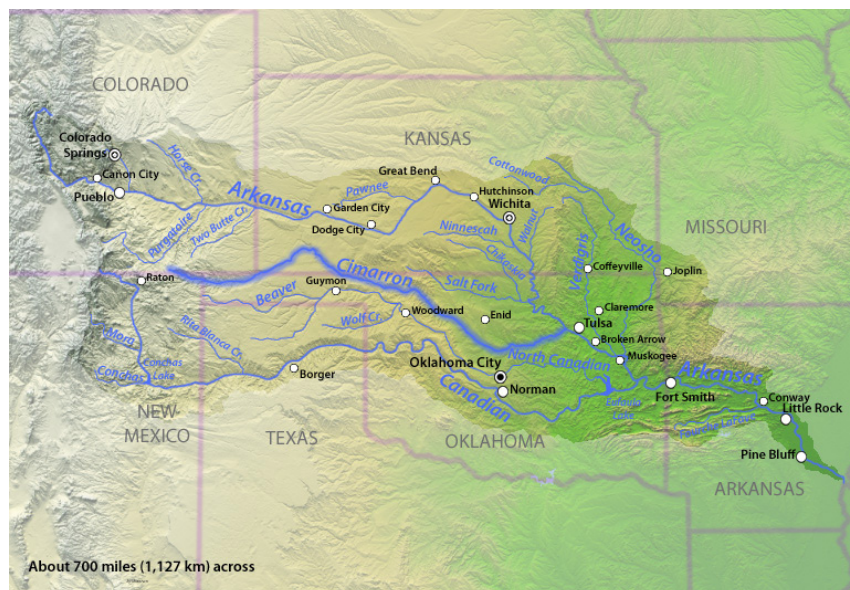 COLORADO
KANSAS
Colorado
Springs
Horse Cr.
Canon City
Pueblo
Arkansas
Pawnee
Great Bend
Cottonwood
Hutchinson
Wichita
Garden City
Dodge City
Purgatoire
Two Butte Cr.
Ninnescah
Walnut
Chikaskia
Verdigris
Neosho
MISSOURI
Coffeyville
Joplin
Raton
Cimarron
Guymon
Beaver
Salt Fork
Woodward
Wolf Cr.
Enid
Claremore
Tulsa
Broken Arrow
Muskogee
Mora
Rita Blanca Cr.
Conchas
Conchas
Lake
Borger
Oklahoma City
North Canadian
Norman
Canadian
Eufaula
Lake
Arkansas
Fort Smith
Conway
Little Rock
Fourche LaFave
Pine Bluff
NEW
MEXICO
TEXAS
OKLAHOMA
ARKANSAS
About 700 miles (1,127 km) across